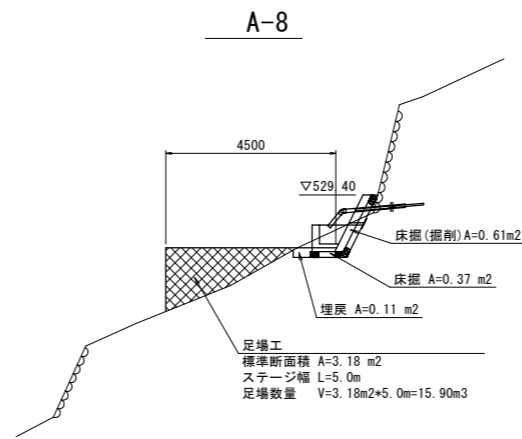 A-8
4500
▽529.40
床掘(掘削)A=0.61m2
床掘 A=0.37 m2
埋戻 A=0.11 m2
足場工
標準断面積 A=3.18 m2
ステージ幅 L=5.0m
足場数量 V=3.18m2*5.0m=15.90m3